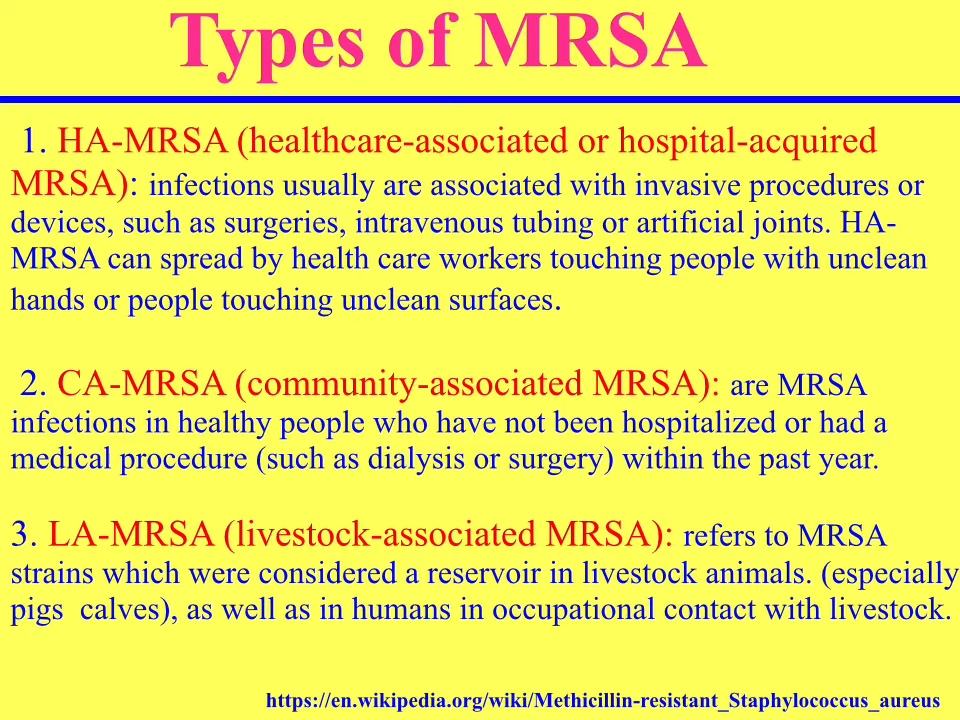 Types of MRSA
1. HA-MRSA (healthcare-associated or hospital-acquired
MRSA): infections usually are associated with invasive procedures or
devices, such as surgeries, intravenous tubing or artificial joints. HA-
MRSA can spread by health care workers touching people with unclean
hands or people touching unclean surfaces.
2. CA-MRSA (community-associated MRSA): are MRSA
infections in healthy people who have not been hospitalized or had a
medical procedure (such as dialysis or surgery) within the past year.
3. LA-MRSA (livestock-associated MRSA): refers to MRSA
strains which were considered a reservoir in livestock animals. (especially
pigs calves), as well as in humans in occupational contact with livestock.
https://en.wikipedia.org/wiki/Methicillin-resistant_Staphylococcus_aureus